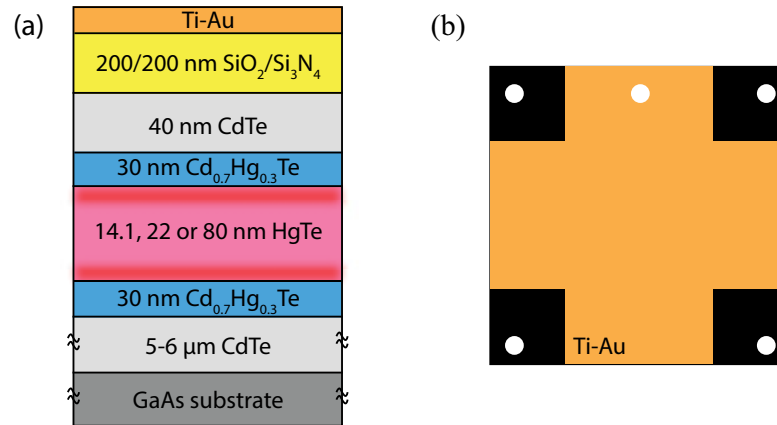 (a)
Ti-Au
200/200 nm SiO₂/Si₃N₄
40 nm CdTe
30 nm Cd₀.₇Hg₀.₃Te
14.1, 22 or 80 nm HgTe
30 nm Cd₀.₇Hg₀.₃Te
5-6 μm CdTe
GaAs substrate
(b)
Ti-Au